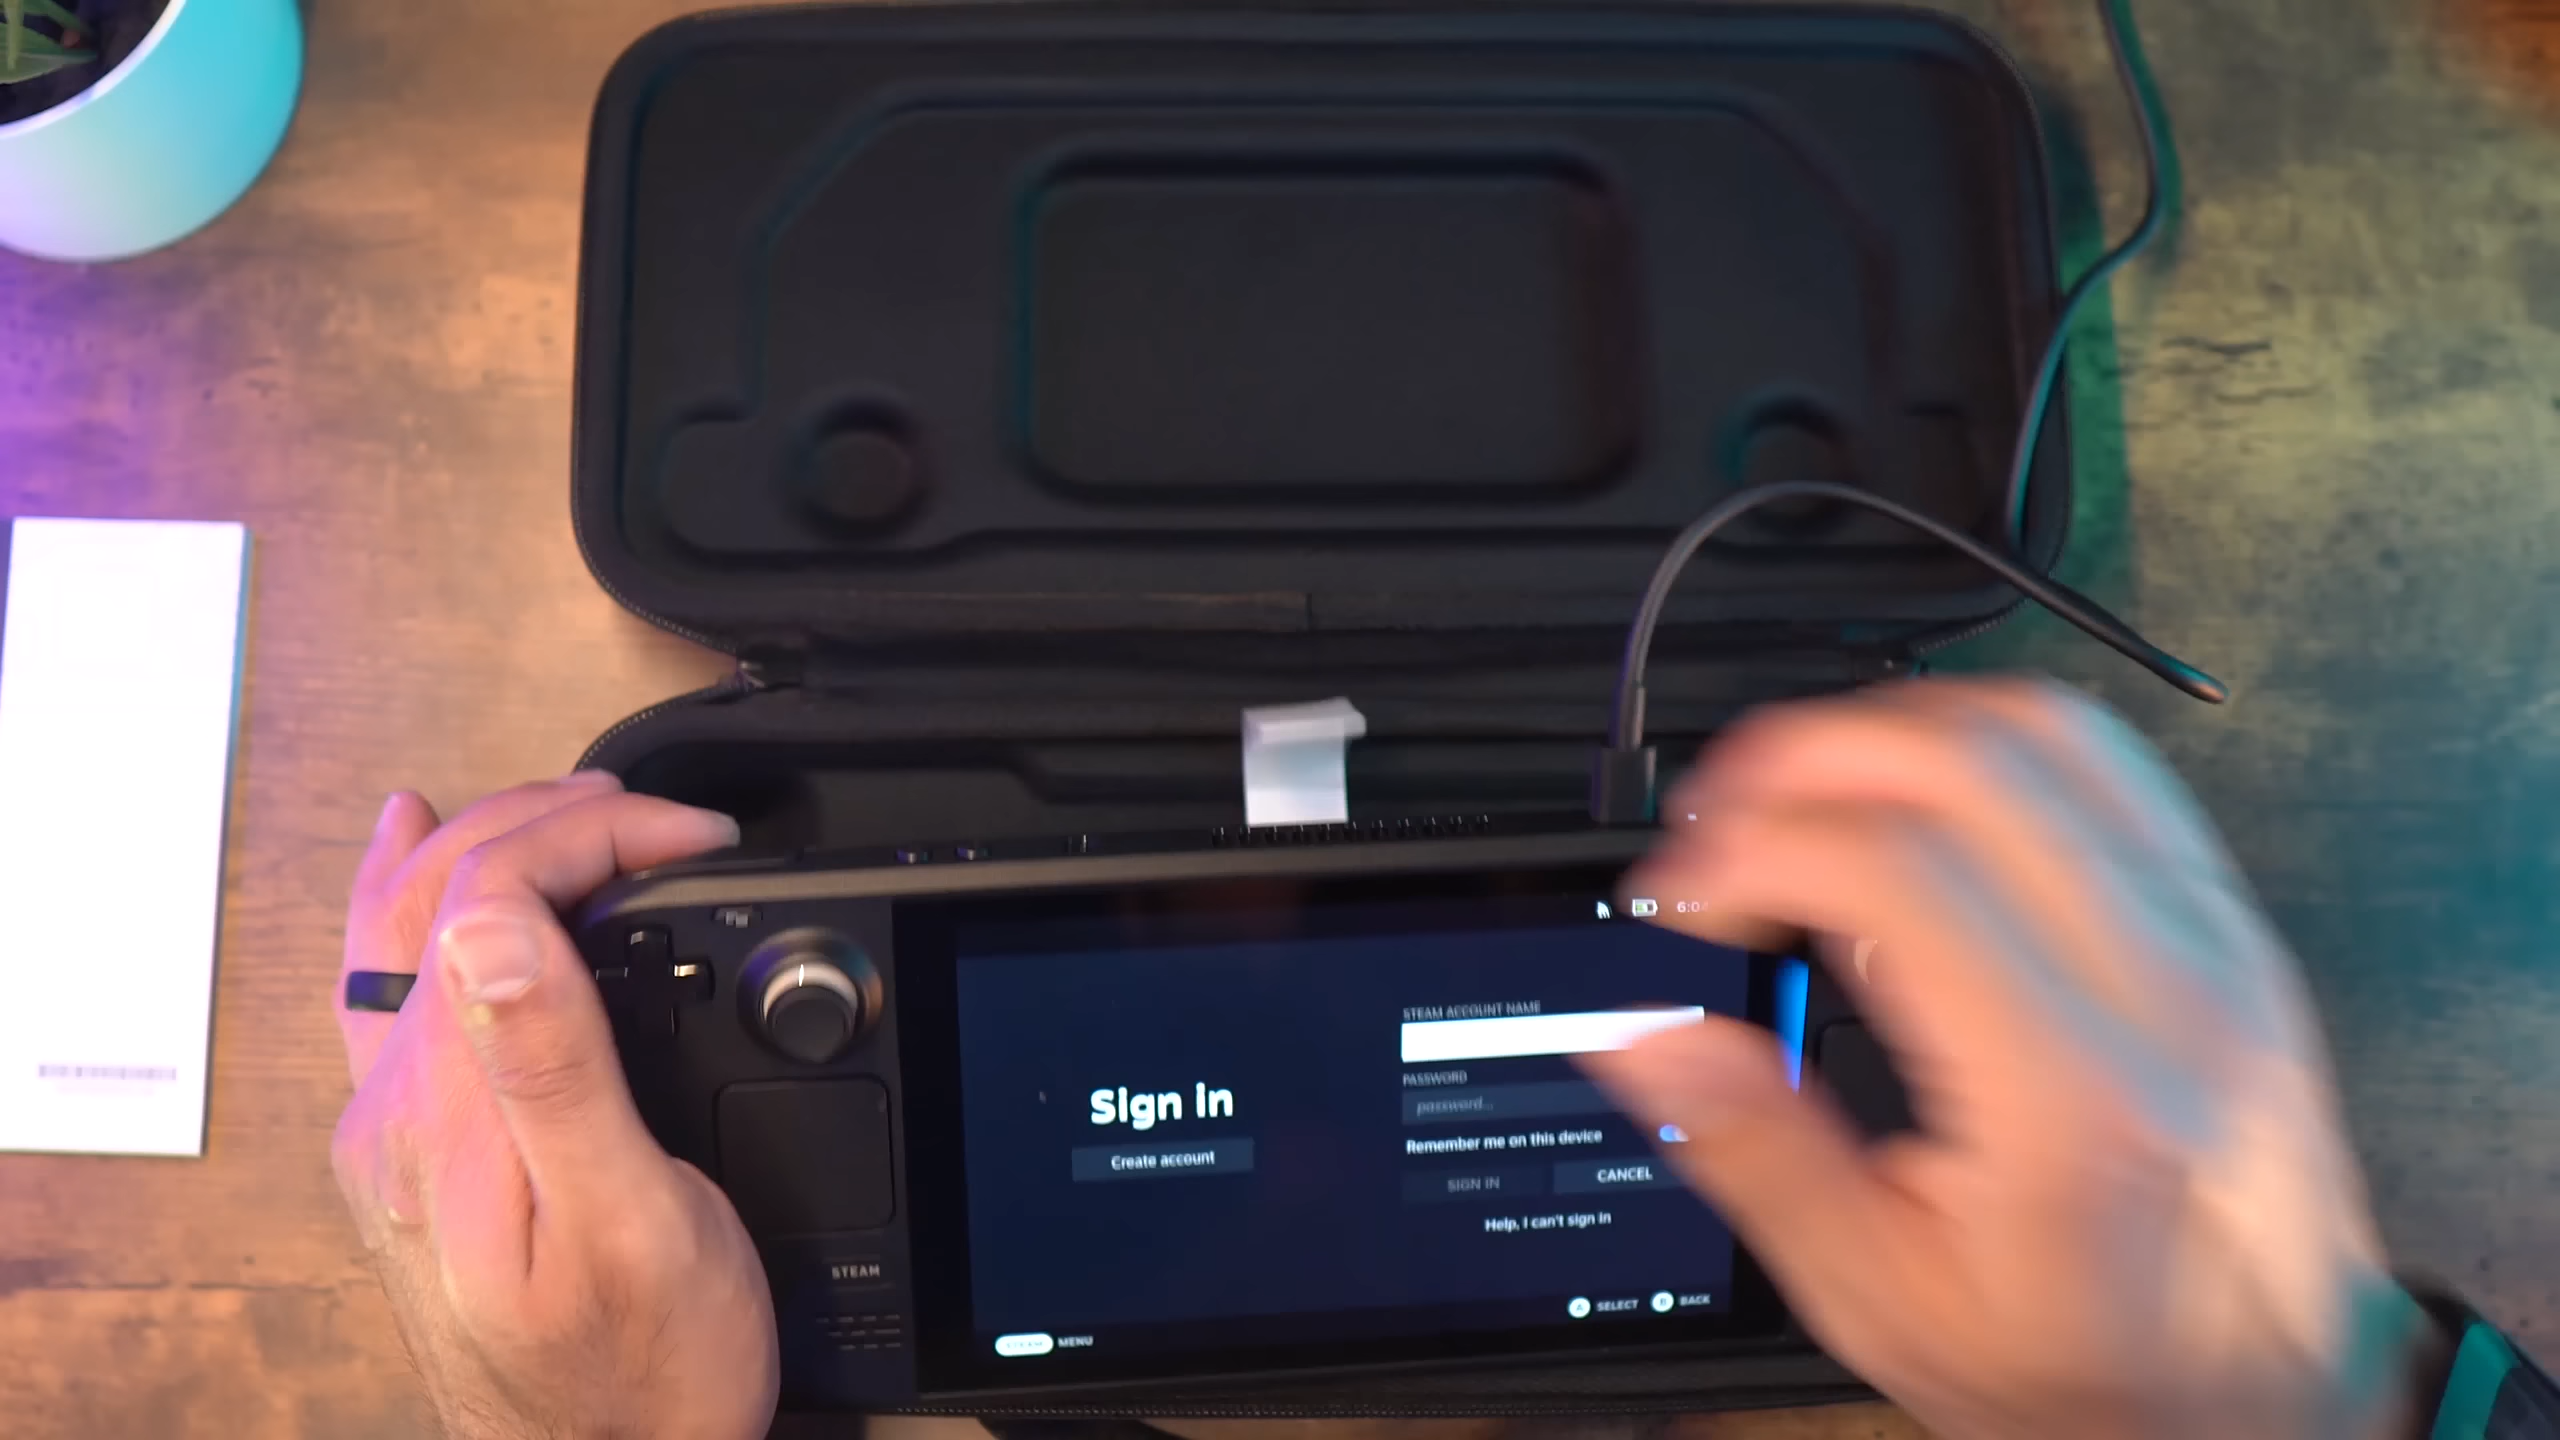 STEAM ACCOUNT NAME
PASSWORD
password...
Remember me on this device
Sign in
Create account
SIGN IN
CANCEL
Help, I can't sign in
STEAM
A SELECT B BACK
STEAM MENU